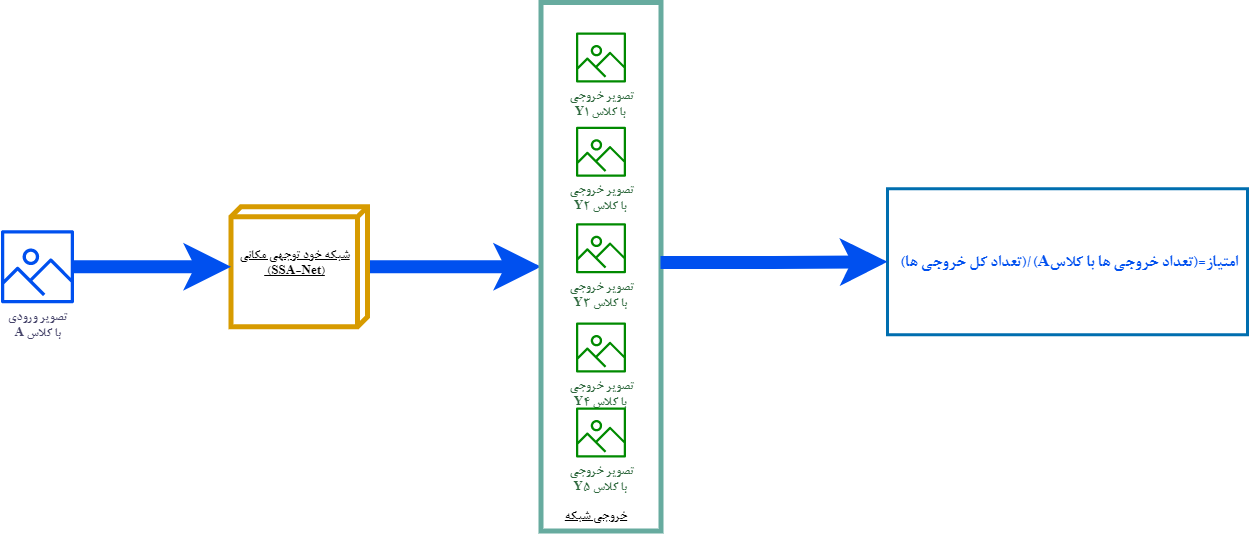 تصویر ورودی
با کلاس A
شبکه خود توجهی مکانی
(SSA-Net)
تصویر خروجی
با کلاس Y۱
تصویر خروجی
با کلاس Y۲
تصویر خروجی
با کلاس Y۳
تصویر خروجی
با کلاس Y۴
تصویر خروجی
با کلاس Y۵
خروجی شبکه
امتیاز=(تعداد خروجی ها با کلاسA)/(تعداد کل خروجی ها)